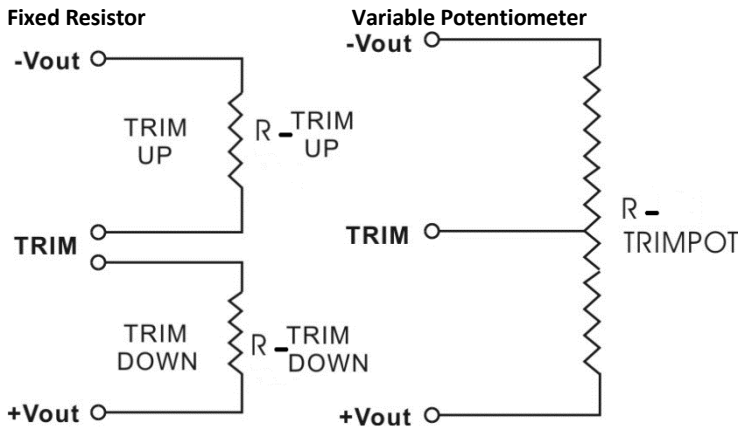 Fixed Resistor
-Vout
TRIM
UP
R -TRIM
UP
TRIM
TRIM
DOWN
R -TRIM
DOWN
+Vout
Variable Potentiometer
-Vout
TRIM
R -
TRIMPOT
+Vout